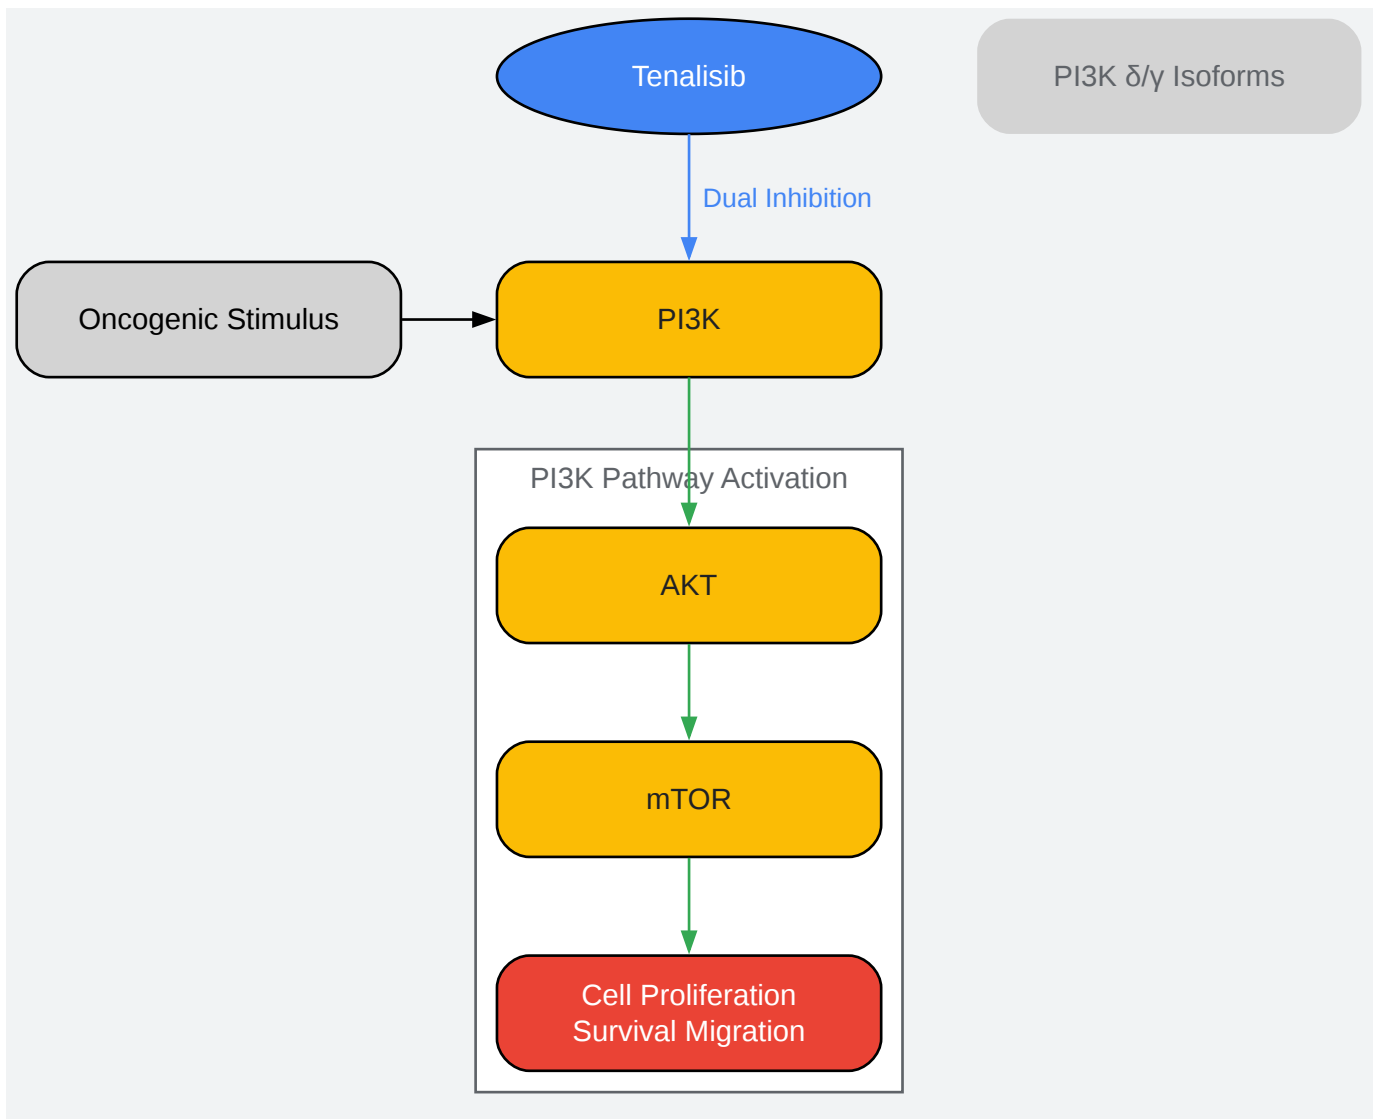 Tenalisib
PI3K δ/γ Isoforms
Dual Inhibition
Oncogenic Stimulus
PI3K
PI3K Pathway Activation
AKT
mTOR
Cell Proliferation
Survival Migration